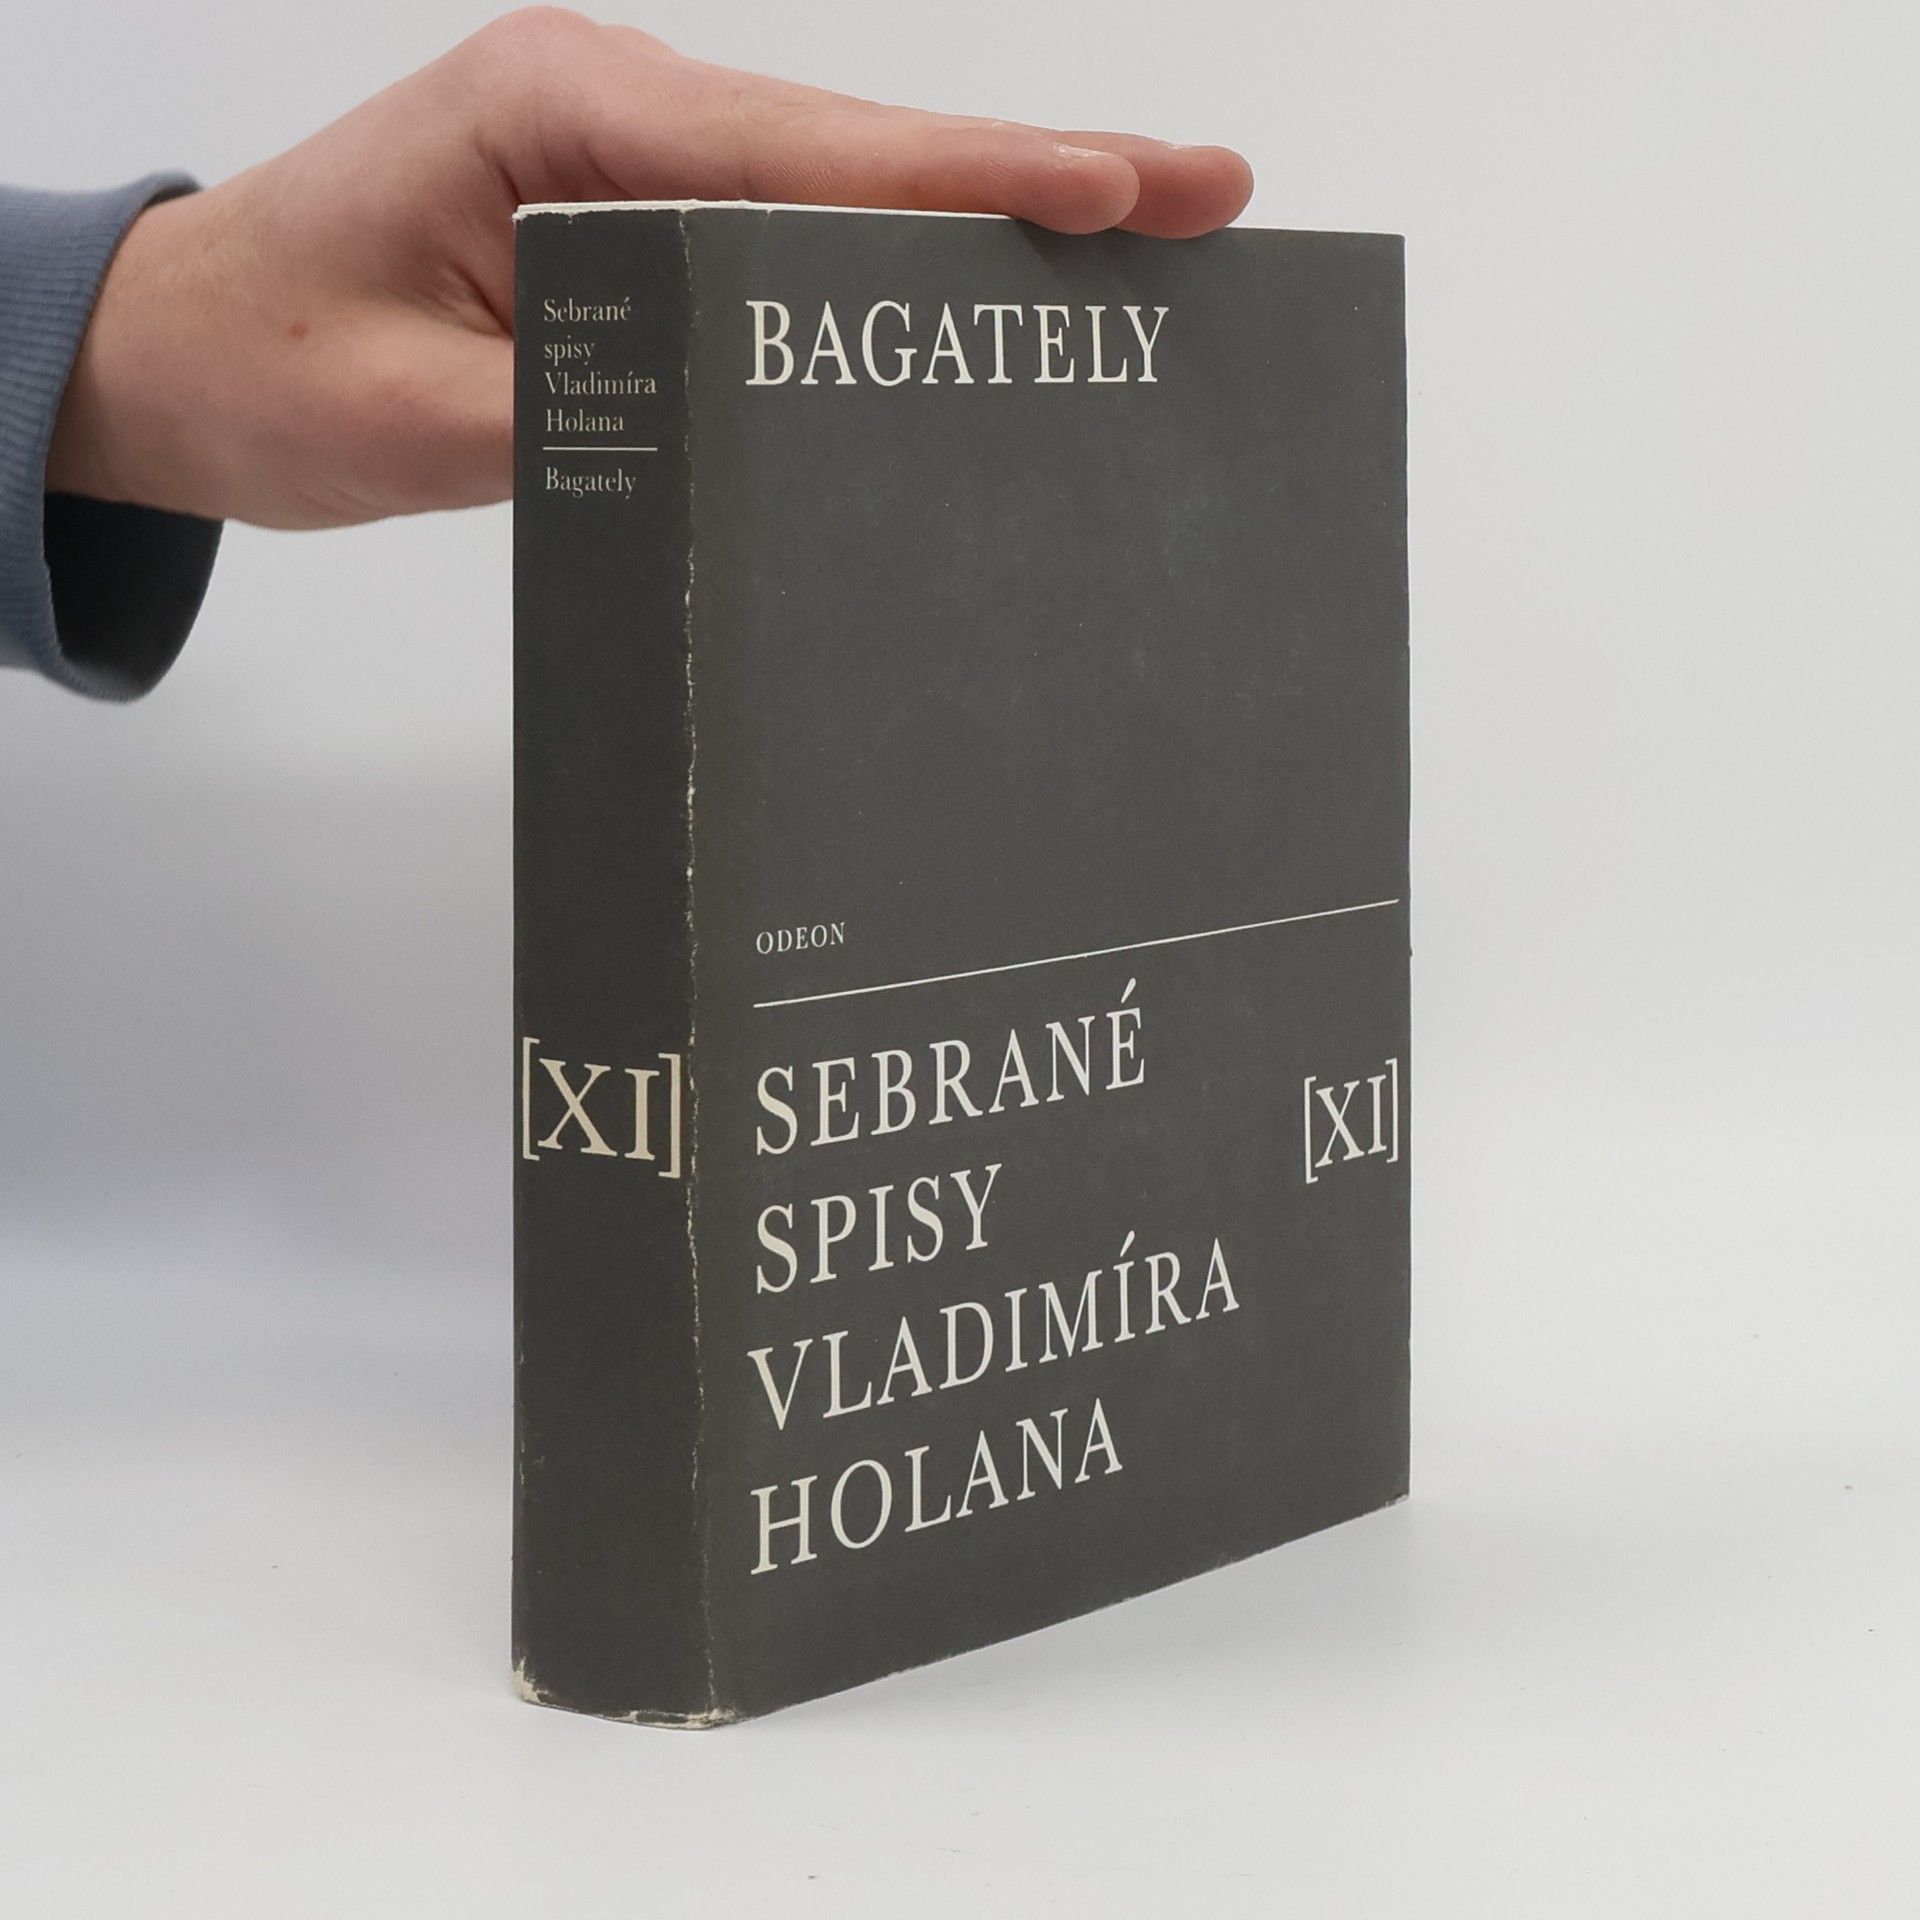 Sebrané
spisy
Vladimíra
Holana
Bagately
[XI]
BAGATELY
ODEON
SEBRANÉ
SPISY
VLADIMÍRA
HOLANA
[XI]